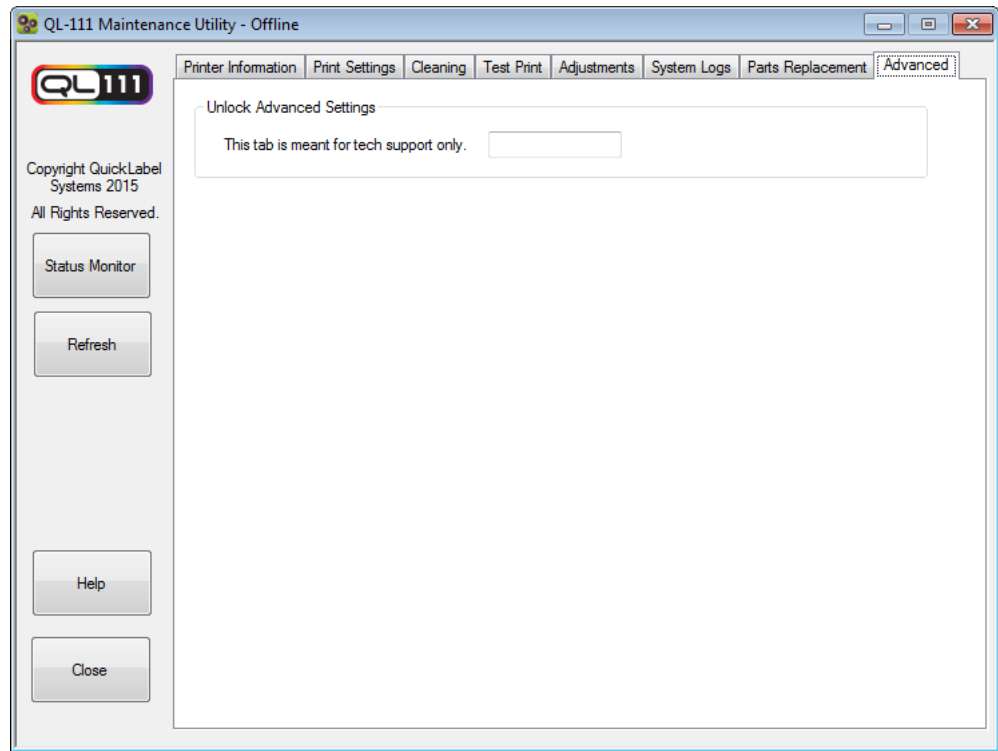 QL-111 Maintenance Utility - Offline
QL111
Printer Information Print Settings Cleaning Test Print Adjustments System Logs Parts Replacement Advanced
Unlock Advanced Settings
This tab is meant for tech support only.
Copyright QuickLabel
Systems 2015
All Rights Reserved.
Status Monitor
Refresh
Help
Close